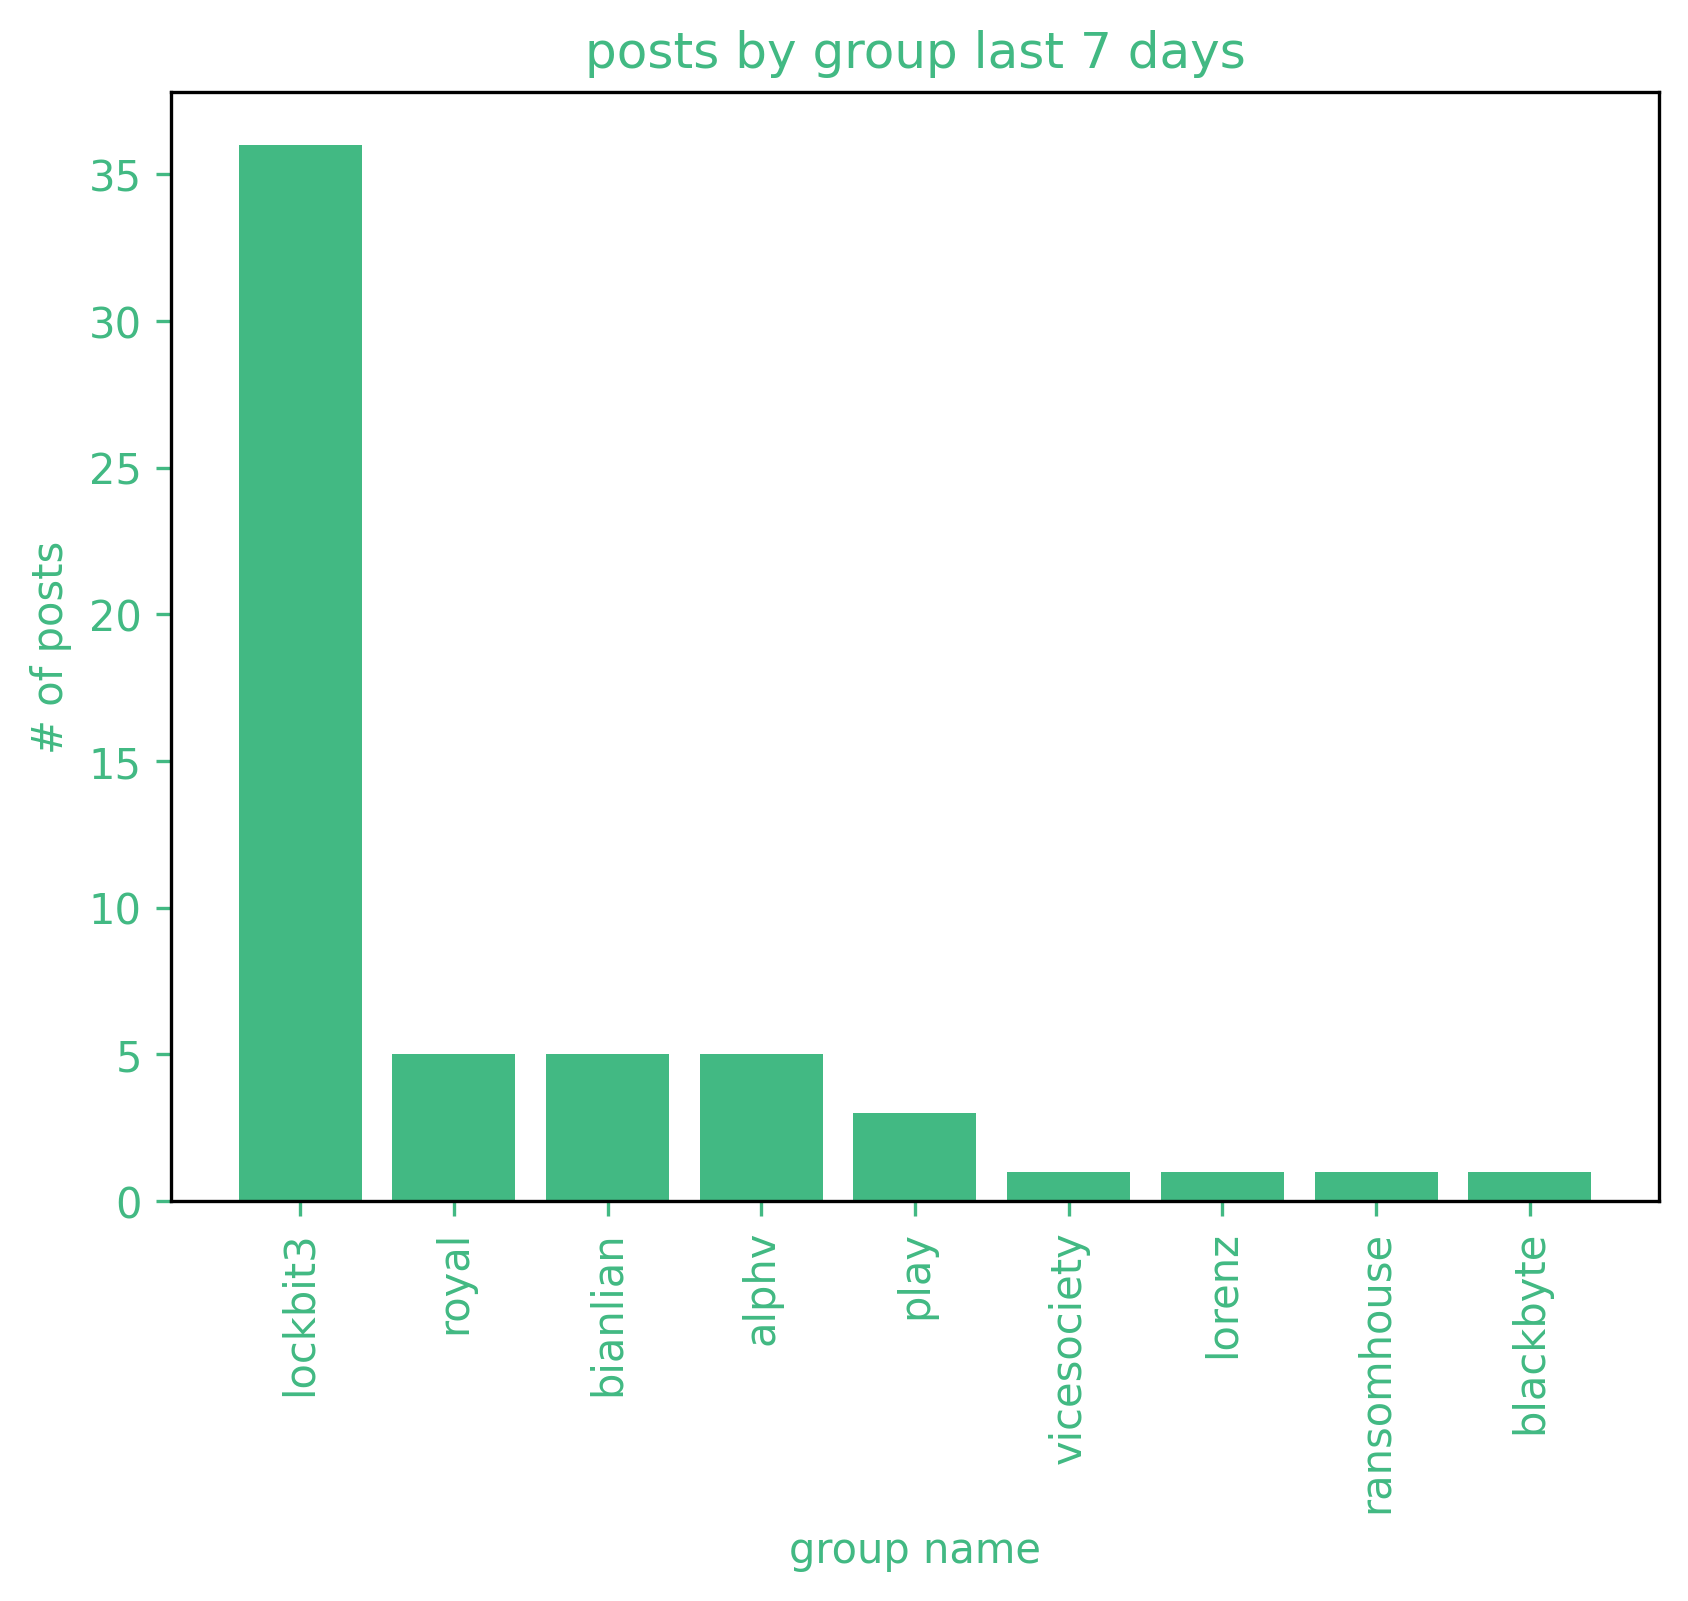 posts by group last 7 days
# of posts
35
30
25
20
15
10
5
0
lockbit3
royal
bianlian
alphv
play
vicesociety
lorenz
ransomhouse
blackbyte
group name